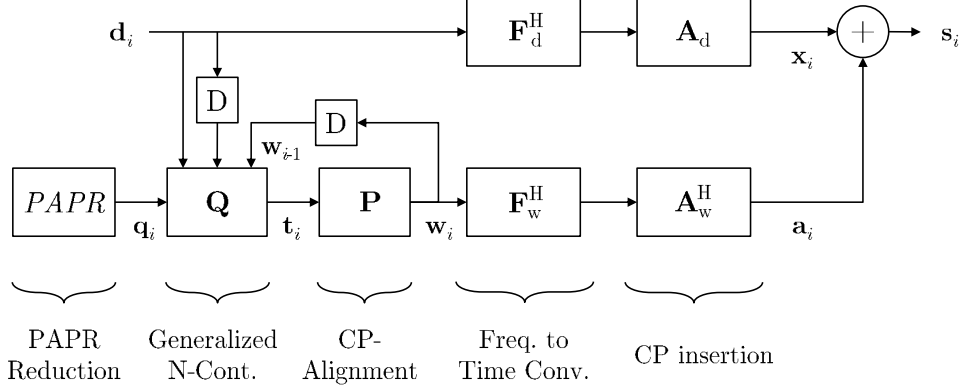 d_i
F_d^H
A_d
x_i
+
s_i
D
D
w_{i-1}
PAPR
q_i
Q
t_i
P
w_i
F_w^H
A_w^H
a_i
PAPR
Reduction
Generalized
N-Cont.
CP-
Alignment
Freq. to
Time Conv.
CP insertion